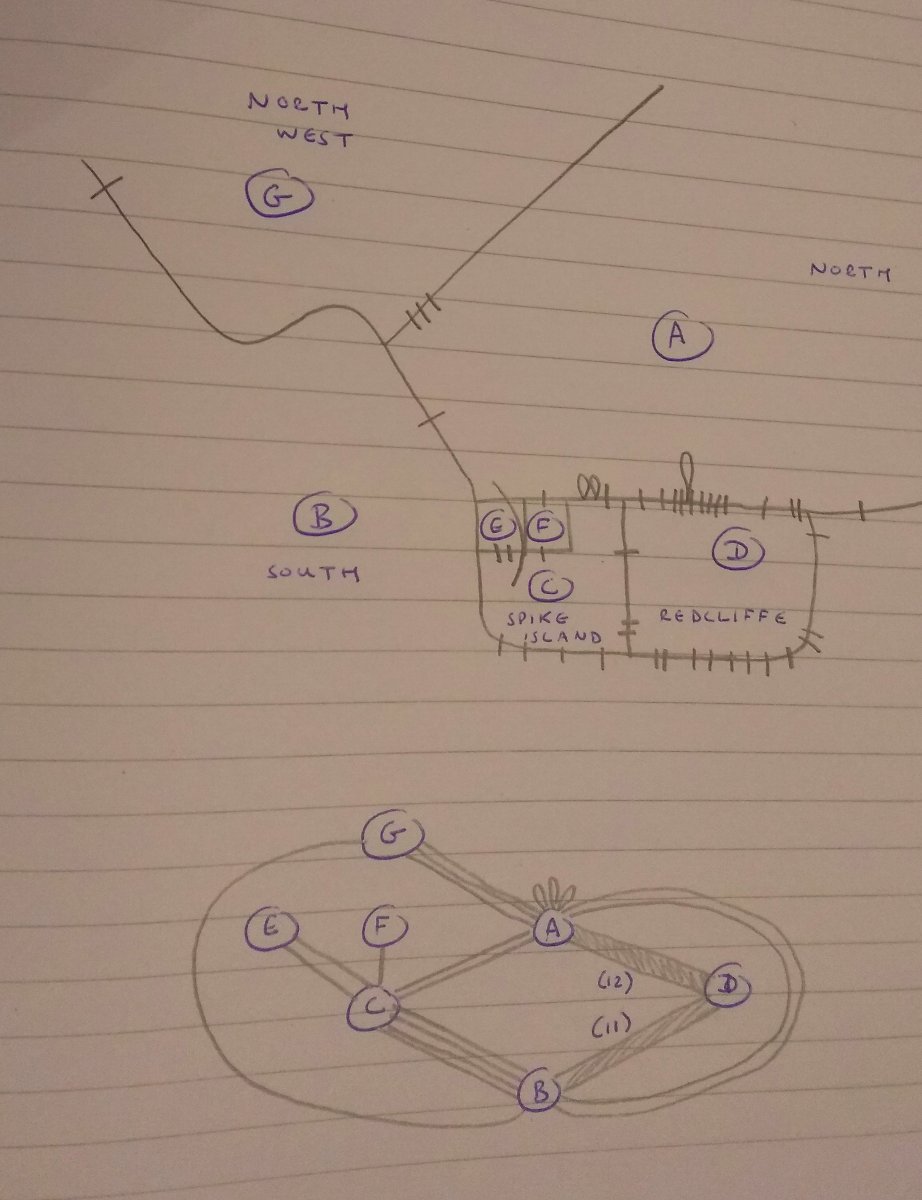 NORTH
WEST
G
NORTH
A
B
SOUTH
E F
D
C
SPIKE
ISLAND
REDCLIFFE
G
E F A
(12)
D
C
(11)
B